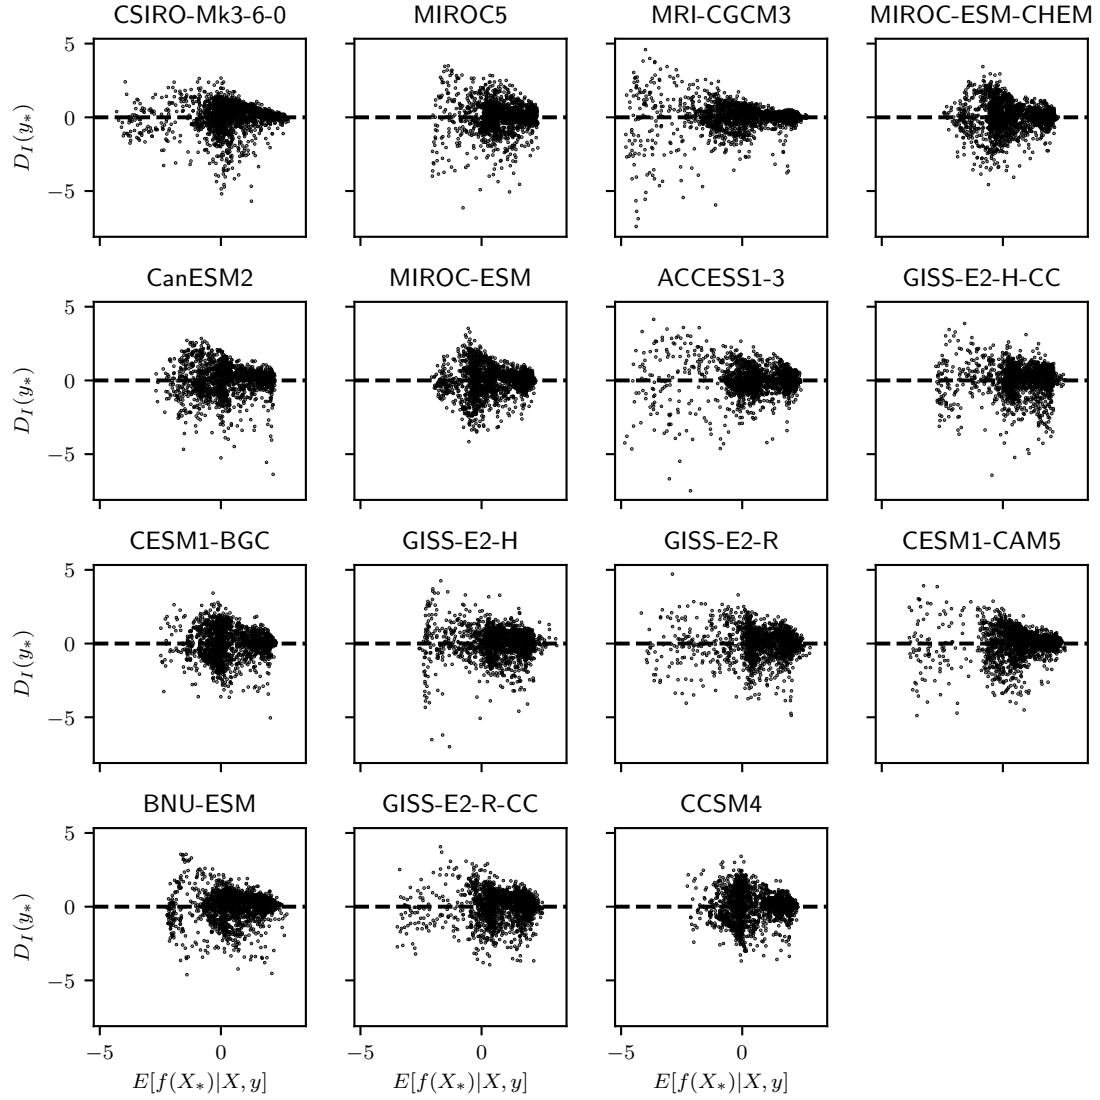 CSIRO-Mk3-6-0 MIROC5 MRI-CGCM3 MIROC-ESM-CHEM
5
0
−5
D_I(y_*)
CanESM2 MIROC-ESM ACCESS1-3 GISS-E2-H-CC
5
0
−5
D_I(y_*)
CESM1-BGC GISS-E2-H GISS-E2-R CESM1-CAM5
5
0
−5
D_I(y_*)
BNU-ESM GISS-E2-R-CC CCSM4
5
0
−5
D_I(y_*)
−5 0 −5 0 −5 0
E[f(X_*)|X, y] E[f(X_*)|X, y] E[f(X_*)|X, y]